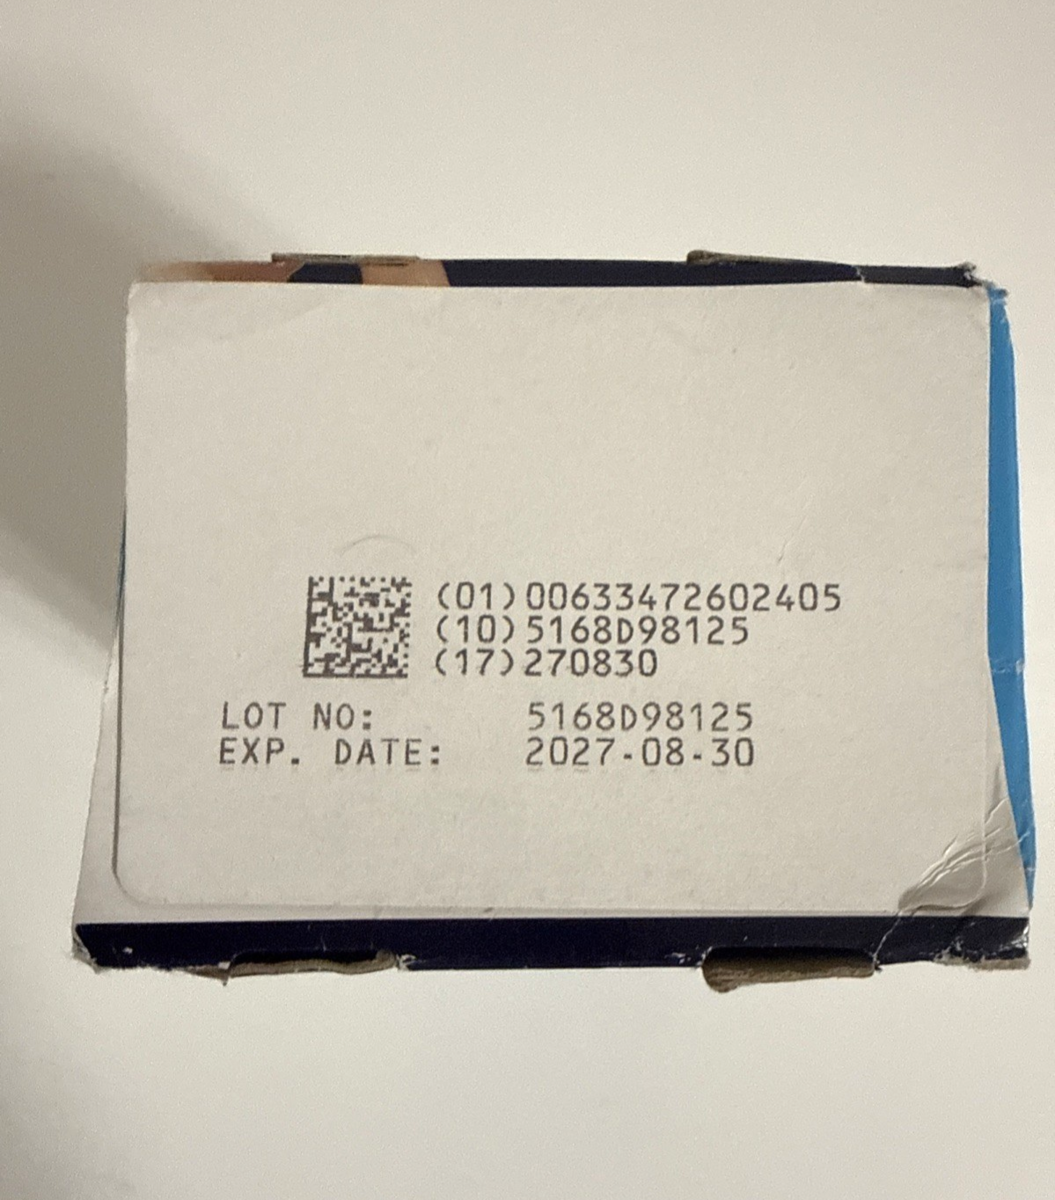 (01)00633472602405
(10)5168D98125
(17)270830
LOT NO: 5168D98125
EXP. DATE: 2027-08-30